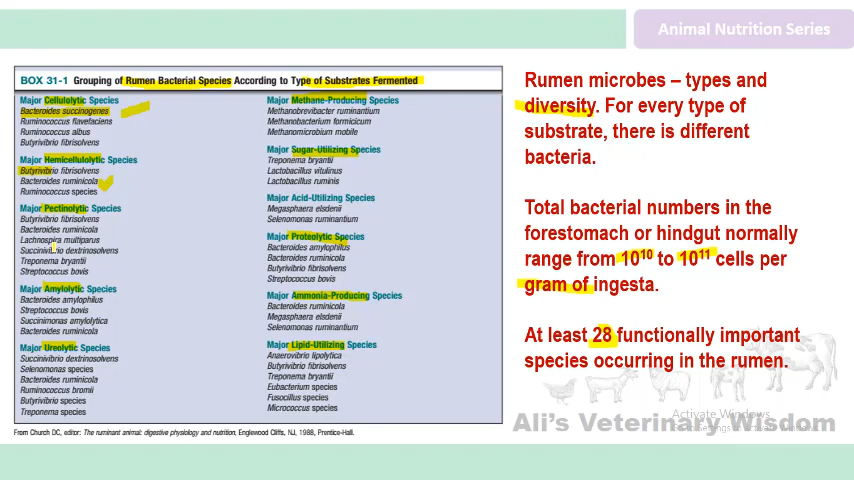 Animal Nutrition Series
BOX 31-1 Grouping of Rumen Bacterial Species According to Type of Substrates Fermented
Major Cellulolytic Species
Bacteroides succinogenes
Ruminococcus flavefaciens
Ruminococcus albus
Butyrivibrio fibrisolvens
Major Hemicellulolytic Species
Butyrivibrio fibrisolvens
Bacteroides ruminicola
Ruminococcus species
Major Pectinolytic Species
Butyrivibrio fibrisolvens
Bacteroides ruminicola
Lachnospira multiparus
Succinivibrio dextrinosolvens
Treponema bryantii
Streptococcus bovis
Major Amylolytic Species
Bacteroides amylophilus
Streptococcus bovis
Succinimonas amylolytica
Bacteroides ruminicola
Major Ureolytic Species
Succinivibrio dextrinosolvens
Selenomonas species
Bacteroides ruminicola
Ruminococcus bromii
Butyrivibrio species
Treponema species
Major Methane-Producing Species
Methanobrevibacter ruminantium
Methanobacterium formicicum
Methanomicrobium mobile
Major Sugar-Utilizing Species
Treponema bryantii
Lactobacillus vitulinus
Lactobacillus ruminis
Major Acid-Utilizing Species
Megasphaera elsdenii
Selenomonas ruminantium
Major Proteolytic Species
Bacteroides amylophilus
Bacteroides ruminicola
Butyrivibrio fibrisolvens
Streptococcus bovis
Major Ammonia-Producing Species
Bacteroides ruminicola
Megasphaera elsdenii
Selenomonas ruminantium
Major Lipid-Utilizing Species
Anaerovibrio lipolytica
Butyrivibrio fibrisolvens
Treponema bryantii
Eubacterium species
Fusocillus species
Micrococcus species
From Church DC, editor: The ruminant animal: digestive physiology and nutrition, Englewood Cliffs, NJ, 1988, Prentice-Hall.
Rumen microbes – types and
diversity. For every type of
substrate, there is different
bacteria.
Total bacterial numbers in the
forestomach or hindgut normally
range from 10¹⁰ to 10¹¹ cells per
gram of ingesta.
At least 28 functionally important
species occurring in the rumen.
Activate Windows
Ali's Veterinary Wisdom